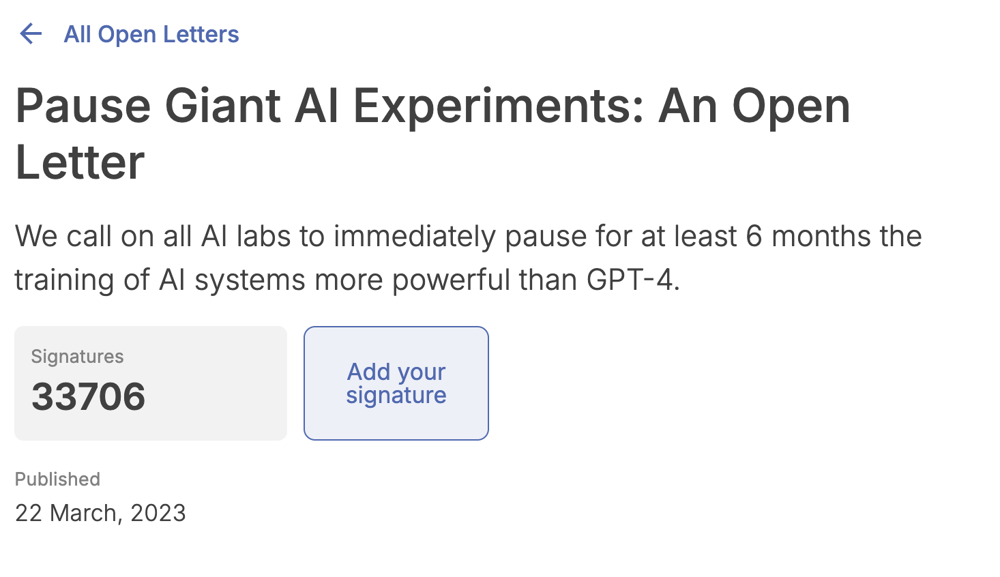 All Open Letters
Pause Giant AI Experiments: An Open
Letter
We call on all AI labs to immediately pause for at least 6 months the
training of AI systems more powerful than GPT-4.
Signatures
33706
Add your
signature
Published
22 March, 2023